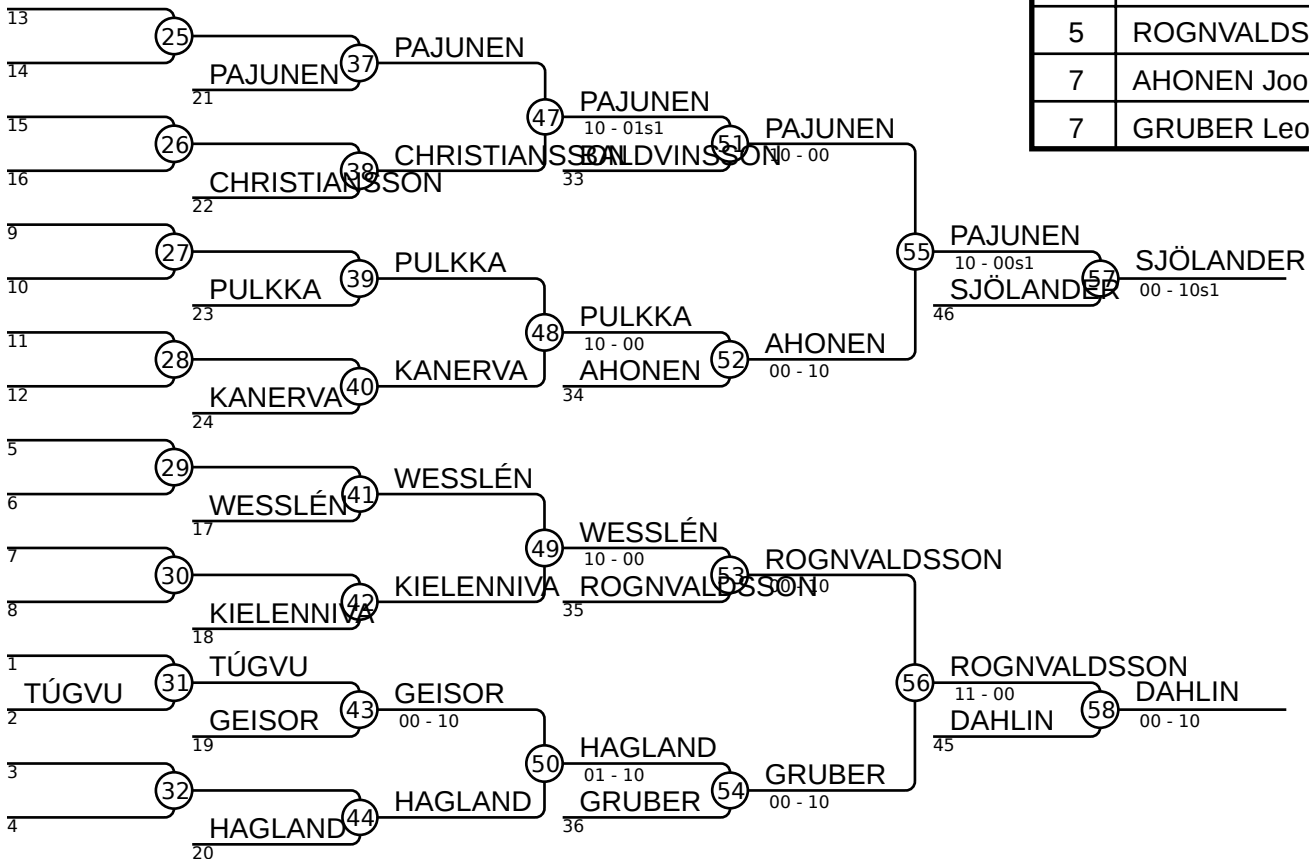 13
25
14
PAJUNEN
21
37
PAJUNEN
15
26
16
CHRISTIANSSON
22
38
CHRISTIANSSON
47
PAJUNEN
10 - 01s1
BALDVINSSON
33
51
PAJUNEN
10 - 00
9
27
10
PULKKA
23
39
PULKKA
11
28
12
KANERVA
24
40
KANERVA
48
PULKKA
10 - 00
AHONEN
34
52
AHONEN
00 - 10
55
PAJUNEN
10 - 00s1
SJÖLANDER
46
57
SJÖLANDER
00 - 10s1
5
29
6
WESSLÉN
17
41
WESSLÉN
7
30
8
KIELENNIVA
18
42
KIELENNIVA
49
WESSLÉN
10 - 00
ROGNVALDSSON
35
53
ROGNVALDSSON
00 - 10
1
TÚGVU
2
31
TÚGVU
GEISOR
19
43
GEISOR
00 - 10
3
32
4
HAGLAND
20
44
HAGLAND
50
HAGLAND
01 - 10
GRUBER
36
54
GRUBER
00 - 10
56
ROGNVALDSSON
11 - 00
DAHLIN
45
58
DAHLIN
00 - 10
5 ROGNVALDS
7 AHONEN Joo
7 GRUBER Leo